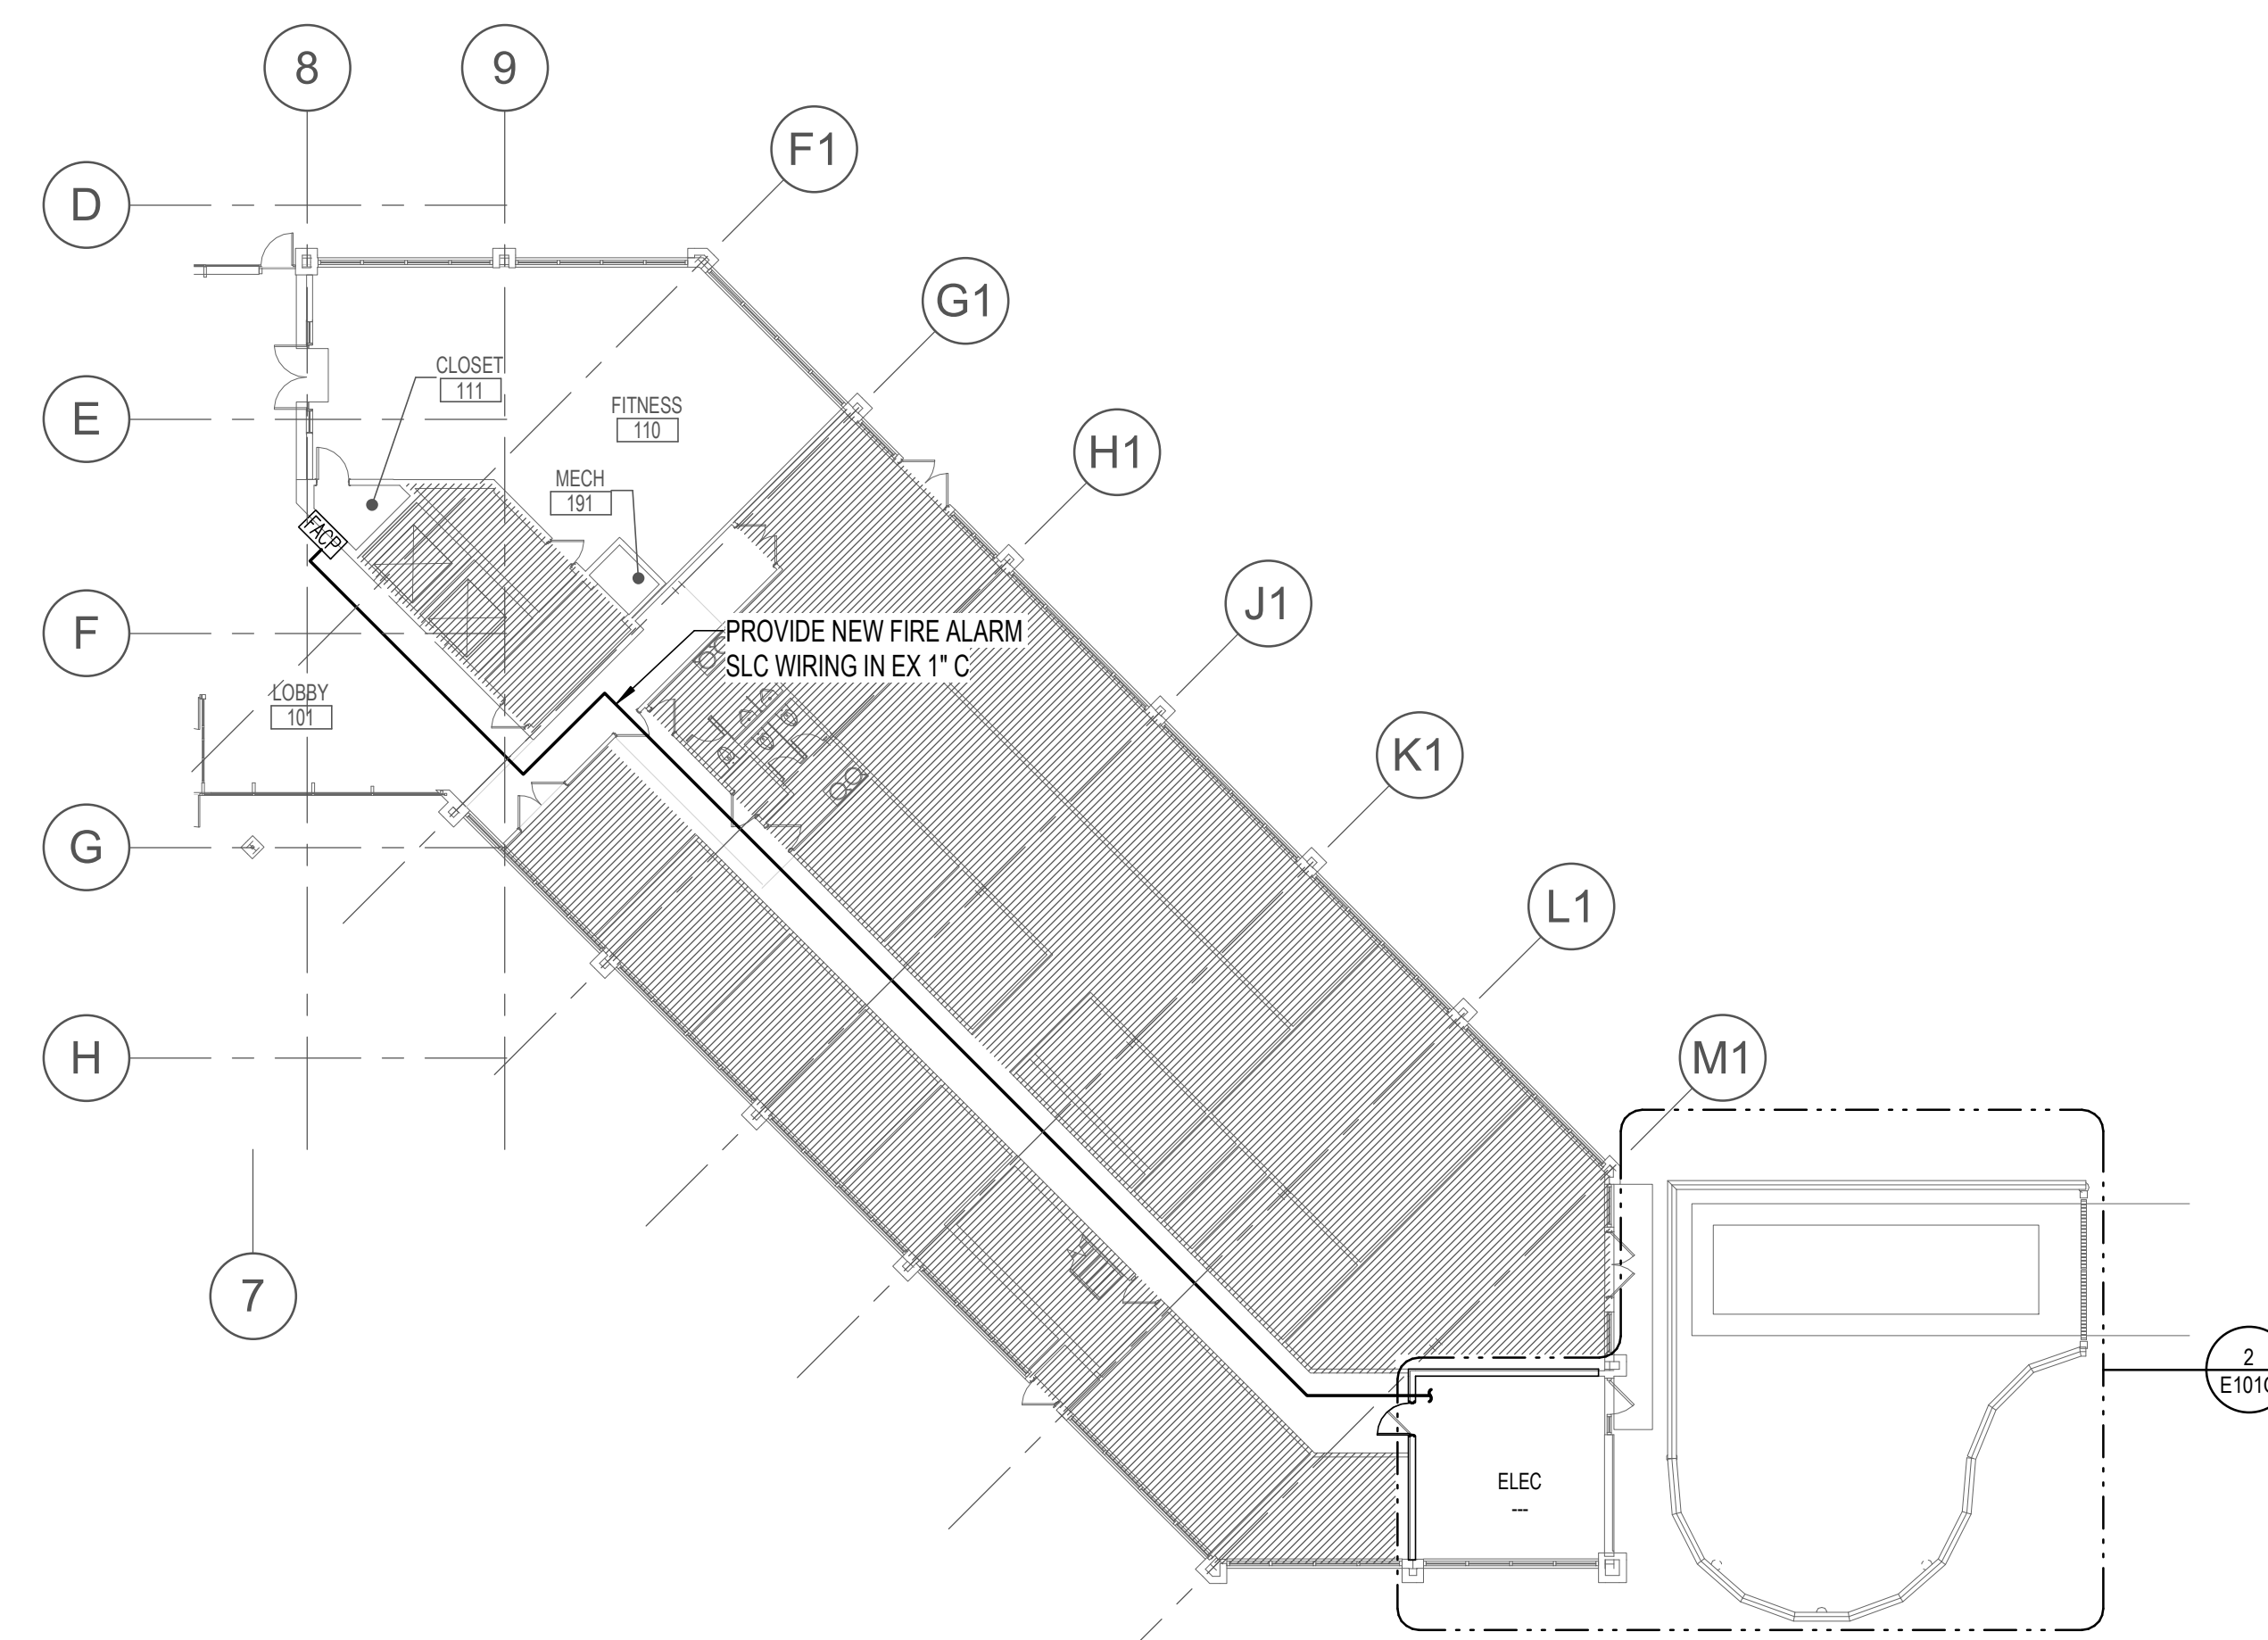 8
9
F1
D
G1
CLOSET
111
E
FITNESS
110
H1
MECH
191
FACP
J1
F
PROVIDE NEW FIRE ALARM
SLC WIRING IN EX 1" C
LOBBY
101
K1
G
L1
H
M1
7
2
E101
ELEC
---